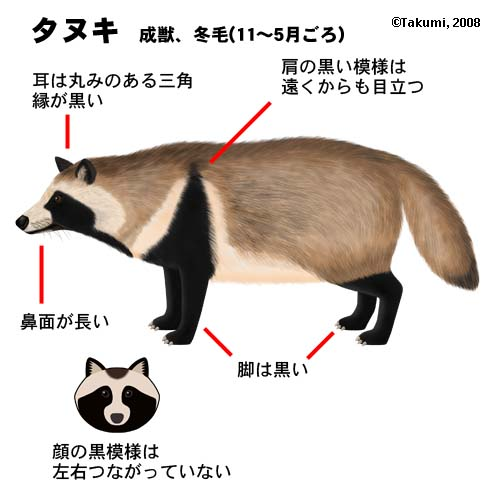 タヌキ 成獣、冬毛(11～5月ごろ)
©Takumi, 2008
耳は丸みのある三角
縁が黒い
肩の黒い模様は
遠くからも目立つ
鼻面が長い
脚は黒い
顔の黒模様は
左右つながっていない